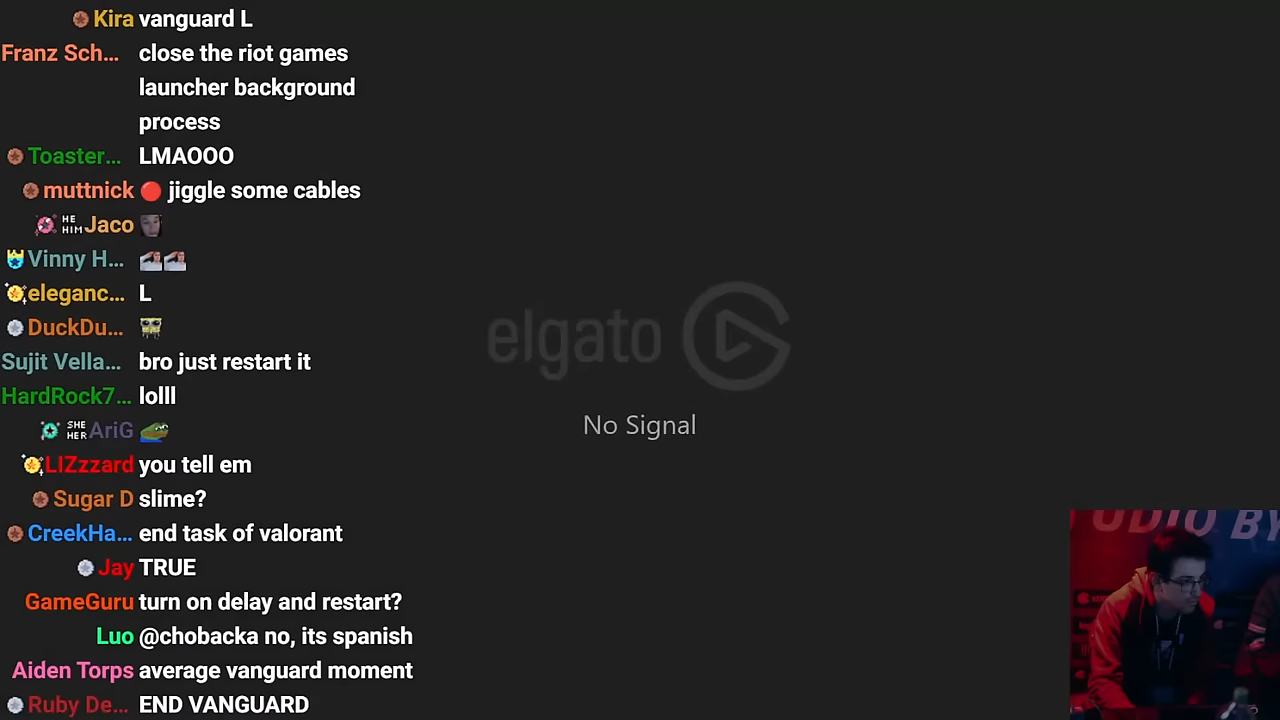 Kira vanguard L
Franz Sch... close the riot games
launcher background
process
Toaster... LMAOOO
muttnick jiggle some cables
HE
HIM Jaco
Vinny H...
eleganc... L
DuckDu...
Sujit Vella... bro just restart it
HardRock7... lolll
SHE
HER AriG
LIZzzard you tell em
Sugar D slime?
CreekHa... end task of valorant
Jay TRUE
GameGuru turn on delay and restart?
Luo @chobacka no, its spanish
Aiden Torps average vanguard moment
Ruby De... END VANGUARD
elgato
No Signal
UDIO BY